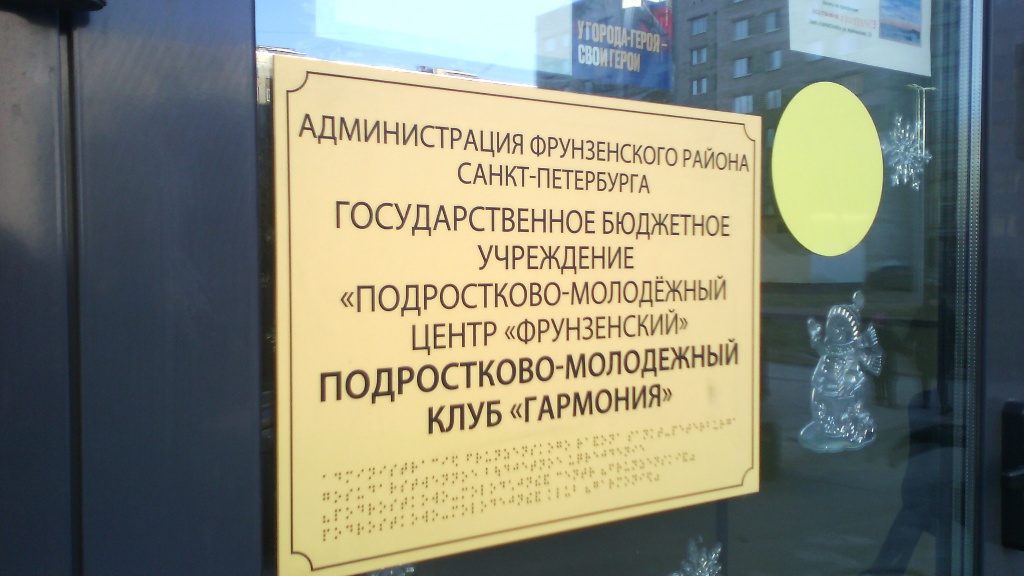 У ГОРОДА-ГЕРОЯ –
СВОИ ГЕРОИ
АДМИНИСТРАЦИЯ ФРУНЗЕНСКОГО РАЙОНА
САНКТ-ПЕТЕРБУРГА
ГОСУДАРСТВЕННОЕ БЮДЖЕТНОЕ
УЧРЕЖДЕНИЕ
«ПОДРОСТКОВО-МОЛОДЁЖНЫЙ
ЦЕНТР «ФРУНЗЕНСКИЙ»
ПОДРОСТКОВО-МОЛОДЕЖНЫЙ
КЛУБ «ГАРМОНИЯ»